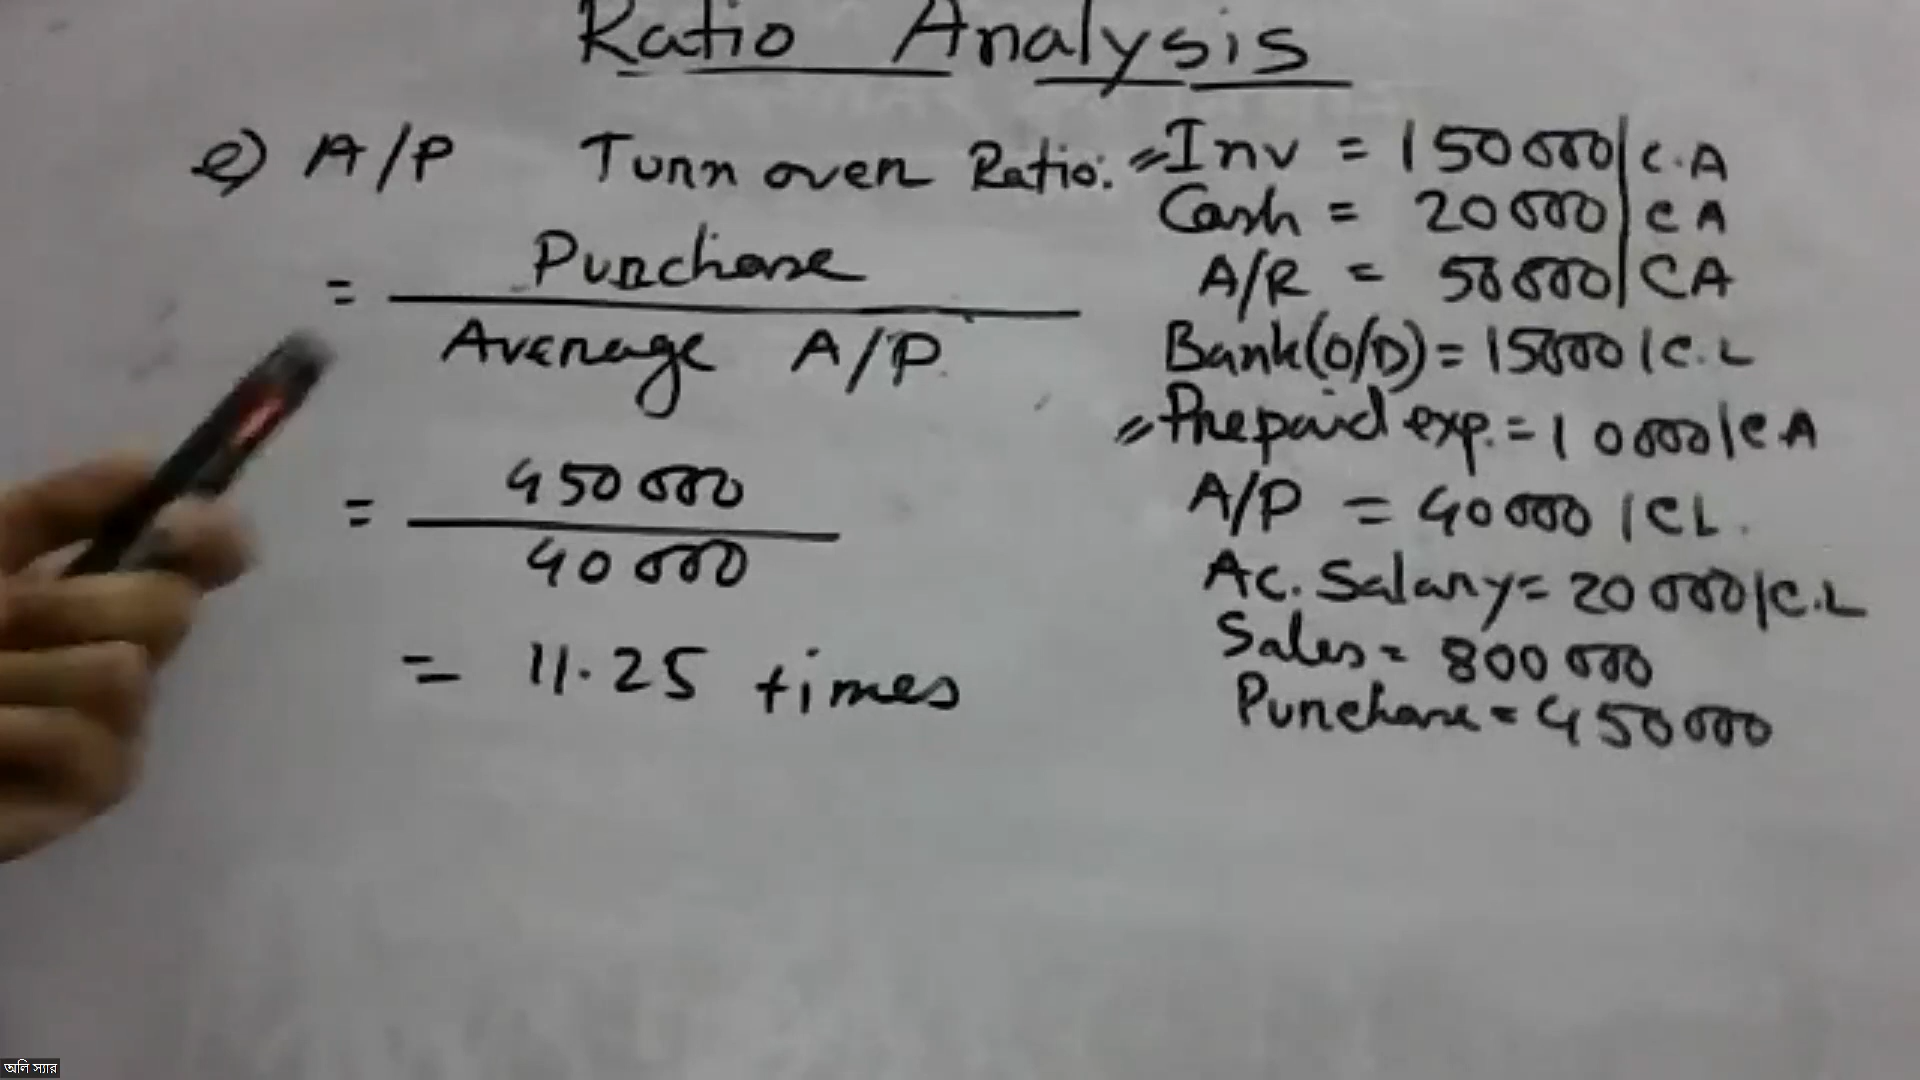 Ratio Analysis
e) A/P Turn over Ratio:
= Purchase
Average A/P
= 450000
40000
= 11.25 times
Inv = 150000|C.A
Cash = 20000|CA
A/R = 50000|CA
Bank(O/D)=15000|C.L
Prepaid exp.=10000|CA
A/P = 40000|CL.
Ac. Salary=20000|C.L
Sales=800000
Purchase=450000
অলি স্যার